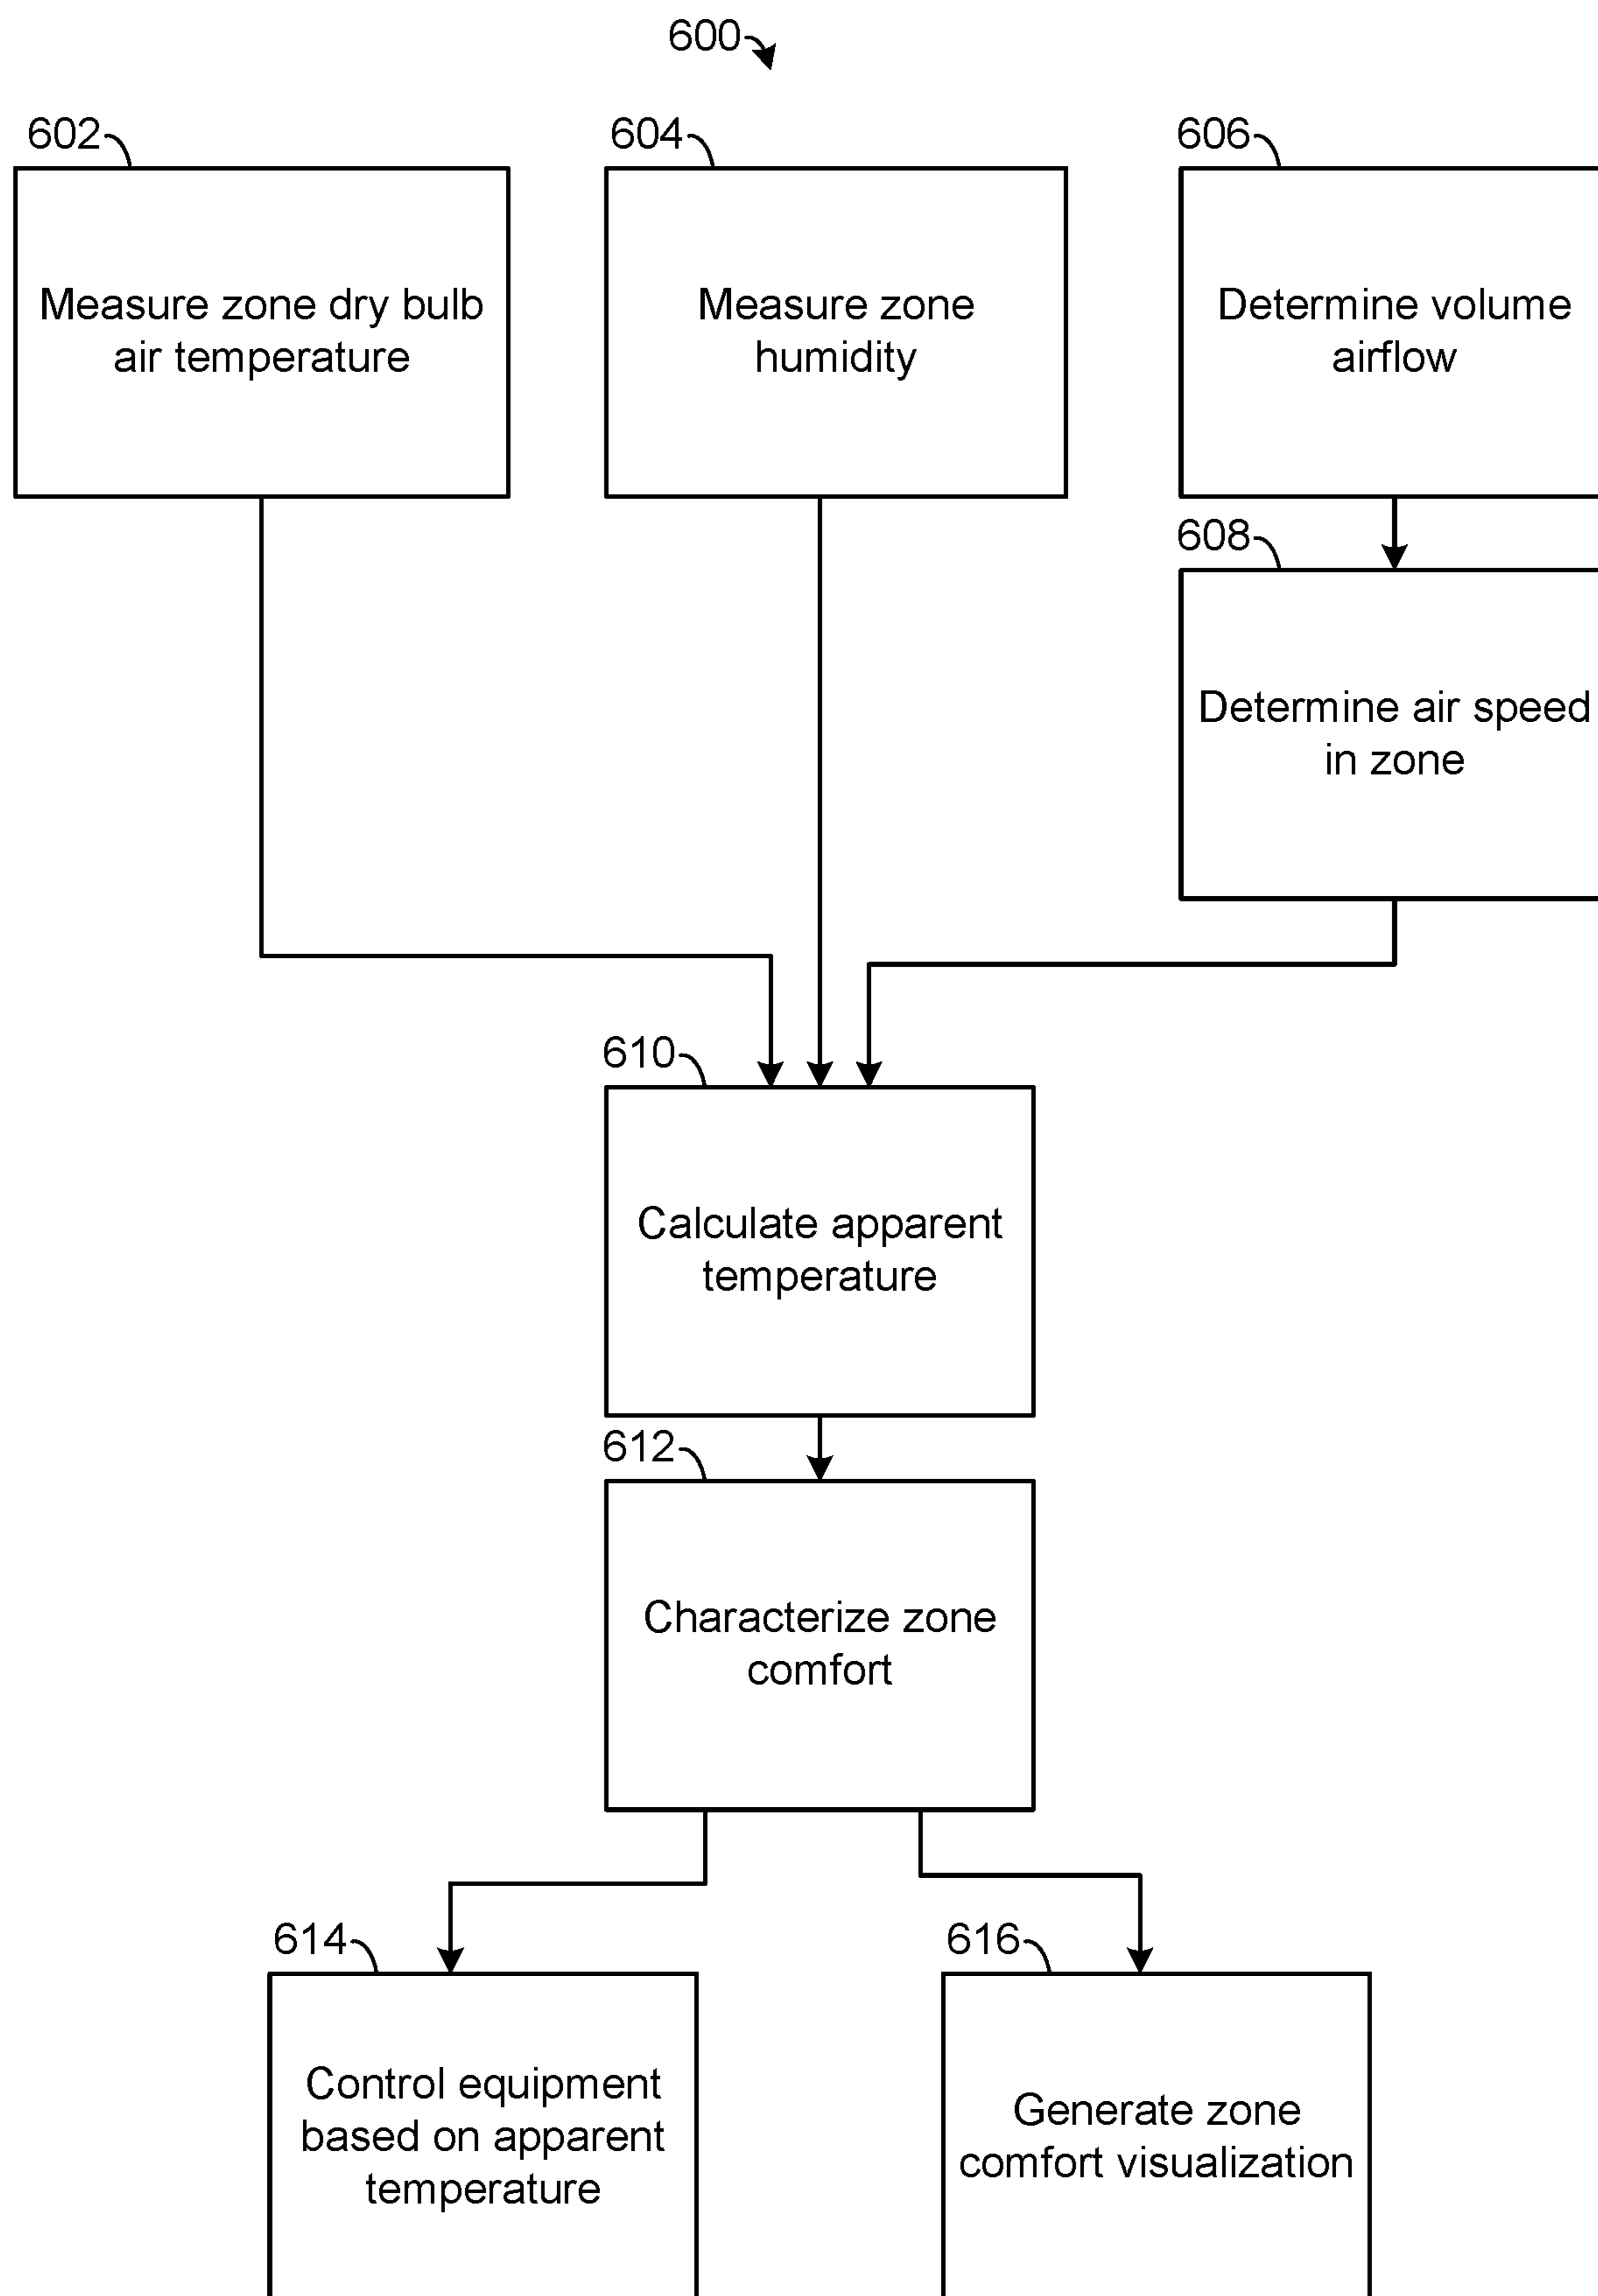 600
602
Measure zone dry bulb
air temperature
604
Measure zone
humidity
606
Determine volume
airflow
608
Determine air speed
in zone
610
Calculate apparent
temperature
612
Characterize zone
comfort
614
Control equipment
based on apparent
temperature
616
Generate zone
comfort visualization